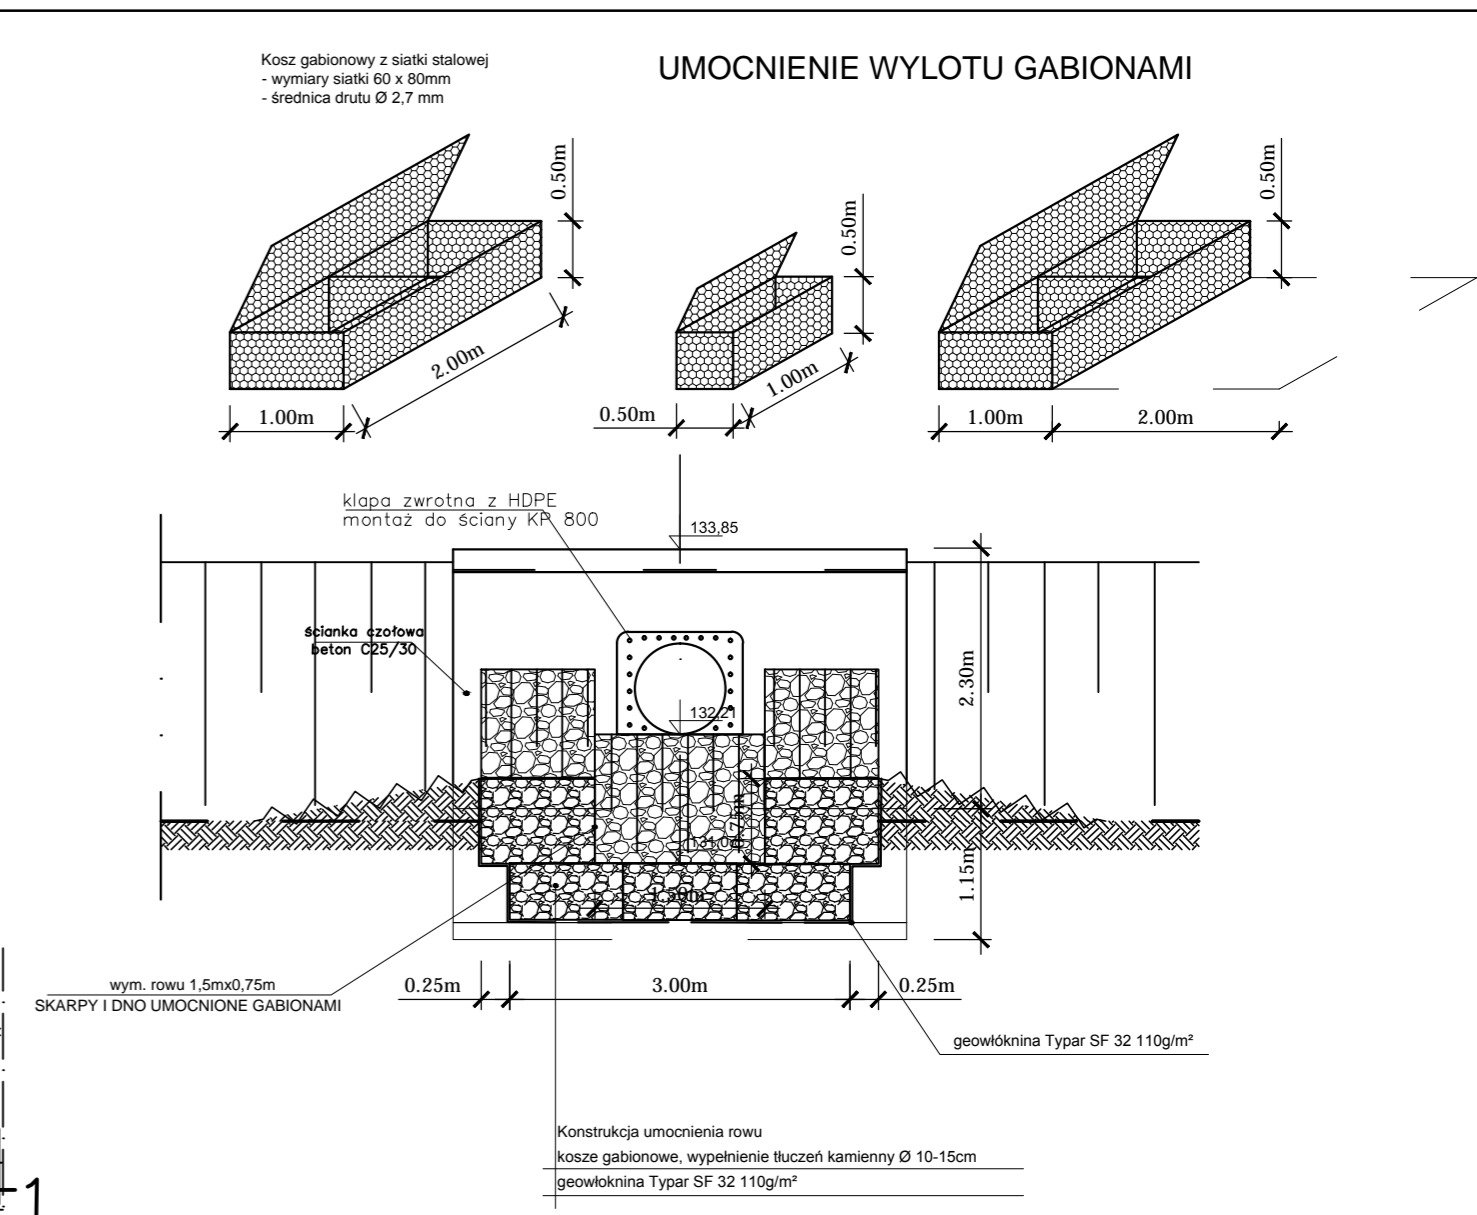 Kosz gabionowy z siatki stalowej
- wymiary siatki 60 x 80mm
- średnica drutu Ø 2,7 mm
UMOCNIENIE WYLOTU GABIONAMI
0.50m
2.00m
1.00m
0.50m
1.00m
0.50m
0.50m
1.00m
2.00m
klapa zwrotna z HDPE
montaż do ściany KR 800
133,85
ścianka czołowa
beton C25/30
132,21
2.30m
1.15m
1.50m
0.25m
3.00m
0.25m
wym. rowu 1,5mx0,75m
SKARPY I DNO UMOCNIONE GABIONAMI
geowłóknina Typar SF 32 110g/m²
Konstrukcja umocnienia rowu
kosze gabionowe, wypełnienie tłuczeń kamienny Ø 10-15cm
geowłoknina Typar SF 32 110g/m²
1